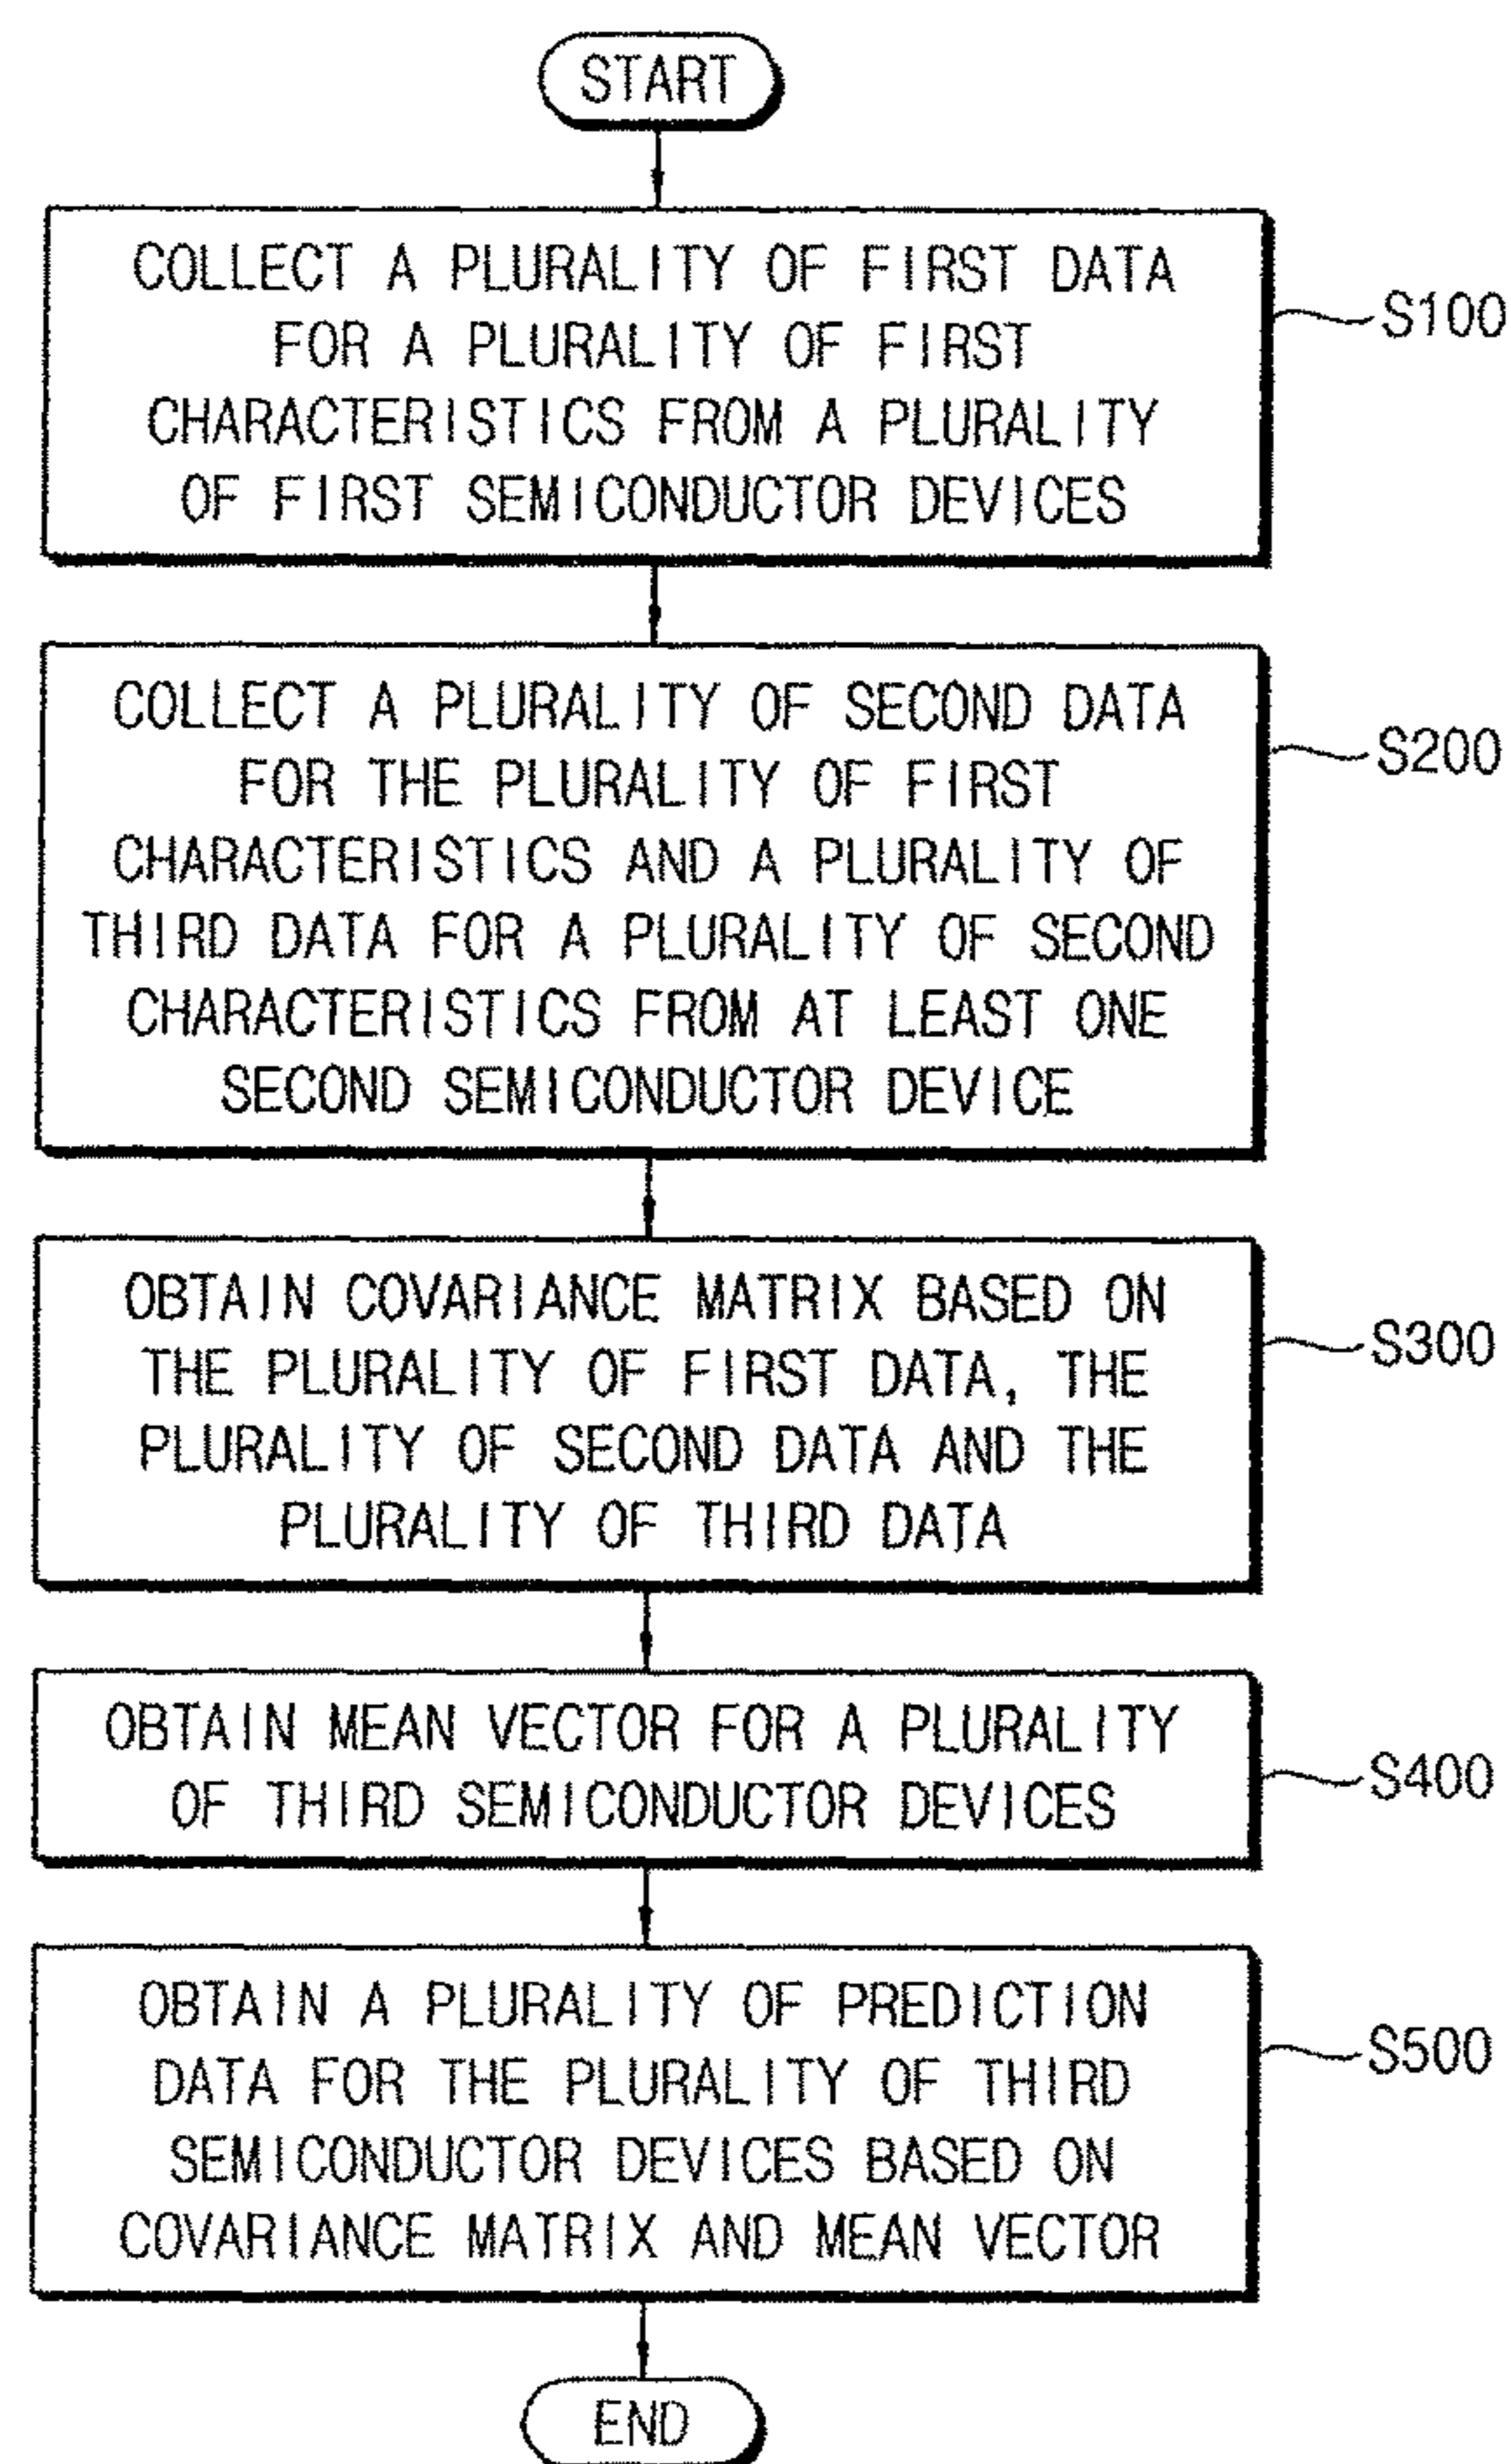 START
COLLECT A PLURALITY OF FIRST DATA
FOR A PLURALITY OF FIRST
CHARACTERISTICS FROM A PLURALITY
OF FIRST SEMICONDUCTOR DEVICES
S100
COLLECT A PLURALITY OF SECOND DATA
FOR THE PLURALITY OF FIRST
CHARACTERISTICS AND A PLURALITY OF
THIRD DATA FOR A PLURALITY OF SECOND
CHARACTERISTICS FROM AT LEAST ONE
SECOND SEMICONDUCTOR DEVICE
S200
OBTAIN COVARIANCE MATRIX BASED ON
THE PLURALITY OF FIRST DATA, THE
PLURALITY OF SECOND DATA AND THE
PLURALITY OF THIRD DATA
S300
OBTAIN MEAN VECTOR FOR A PLURALITY
OF THIRD SEMICONDUCTOR DEVICES
S400
OBTAIN A PLURALITY OF PREDICTION
DATA FOR THE PLURALITY OF THIRD
SEMICONDUCTOR DEVICES BASED ON
COVARIANCE MATRIX AND MEAN VECTOR
S500
END